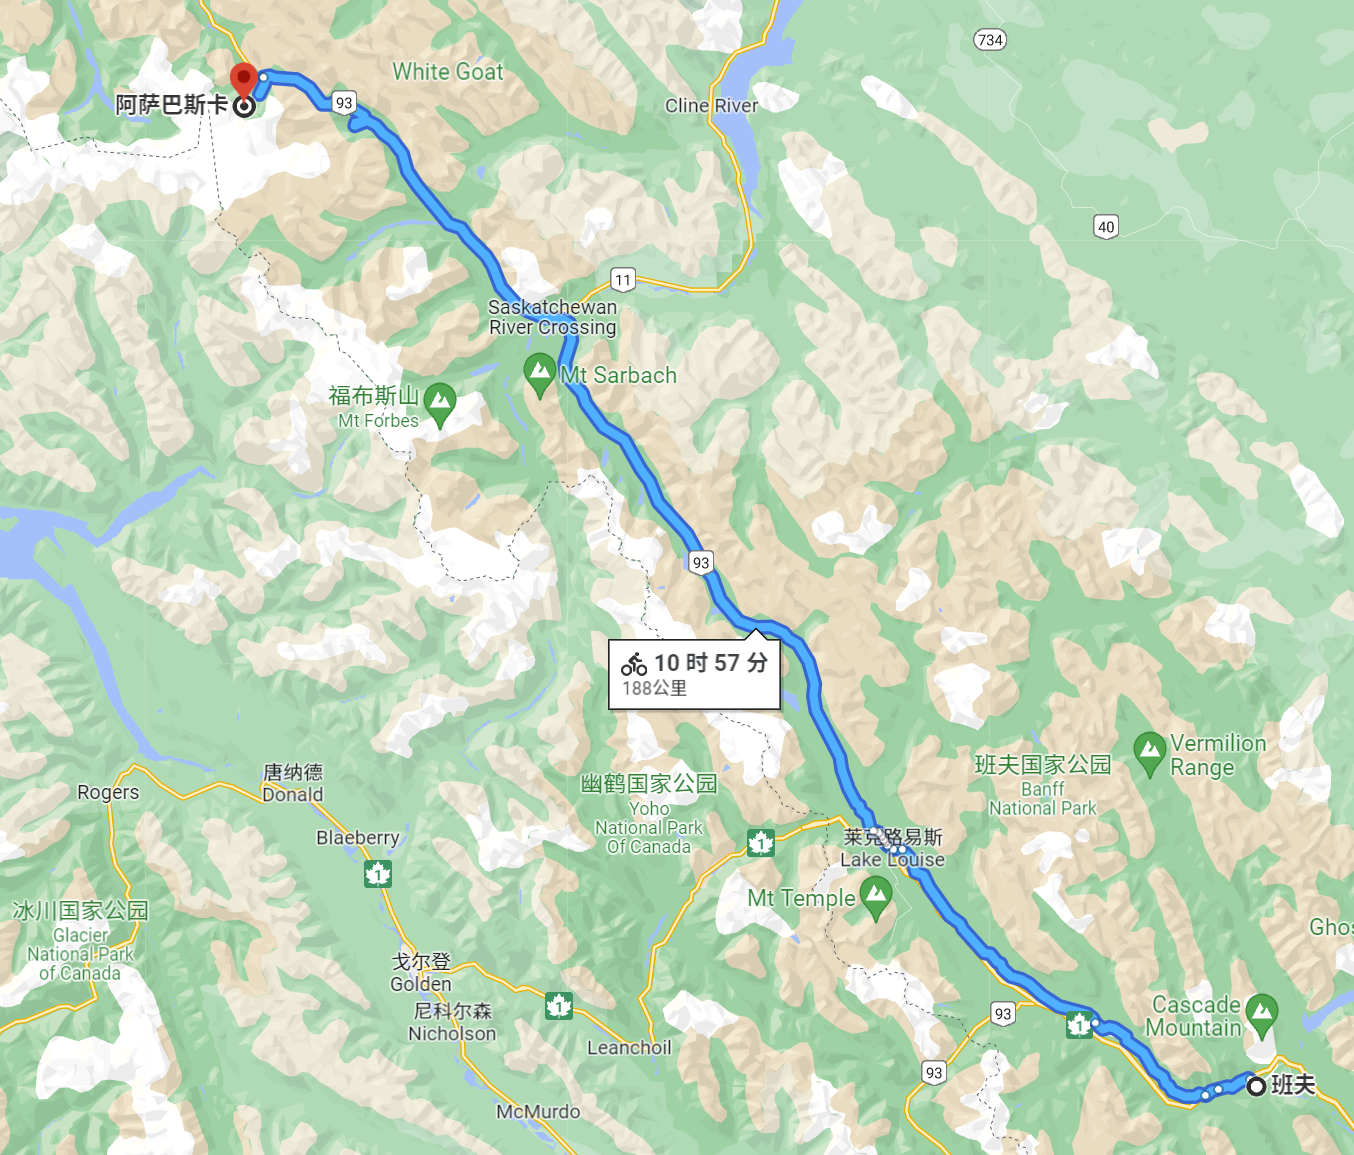 734
White Goat
Cline River
93
阿萨巴斯卡
40
11
Saskatchewan
River Crossing
Mt Sarbach
福布斯山
Mt Forbes
93
10 时 57 分
188公里
Vermilion
Range
班夫国家公园
Banff
National Park
唐纳德
Donald
Rogers
幽鹤国家公园
Yoho
National Park
Of Canada
Blaeberry
1
莱克路易斯
Lake Louise
1
Mt Temple
冰川国家公园
Glacier
National Park
of Canada
Ghos
戈尔登
Golden
尼科尔森
Nicholson
1
93
1
Cascade
Mountain
Leanchoil
93
班夫
McMurdo